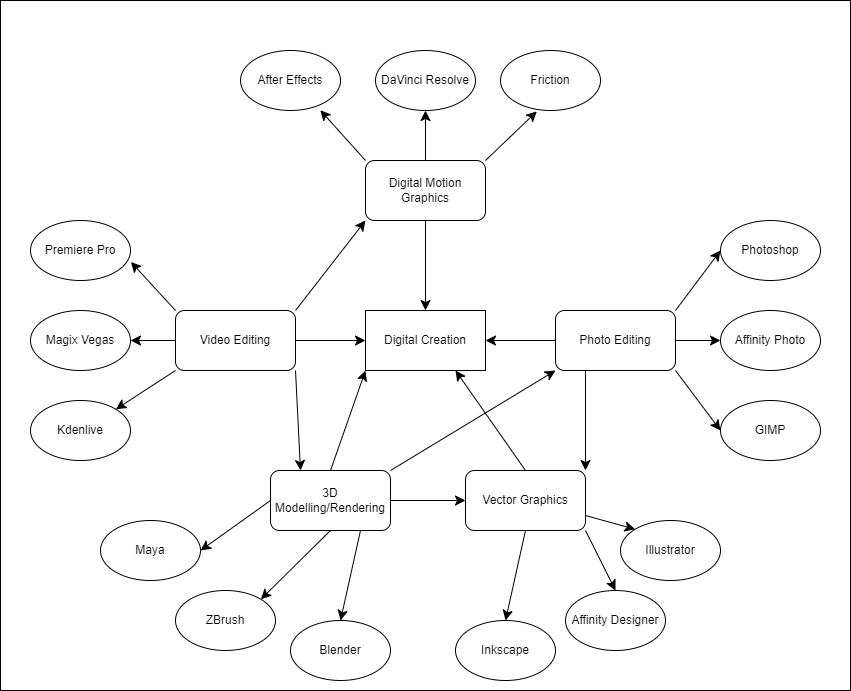 After Effects
DaVinci Resolve
Friction
Digital Motion
Graphics
Premiere Pro
Photoshop
Magix Vegas
Video Editing
Digital Creation
Photo Editing
Affinity Photo
Kdenlive
GIMP
3D
Modelling/Rendering
Vector Graphics
Maya
Illustrator
ZBrush
Affinity Designer
Blender
Inkscape